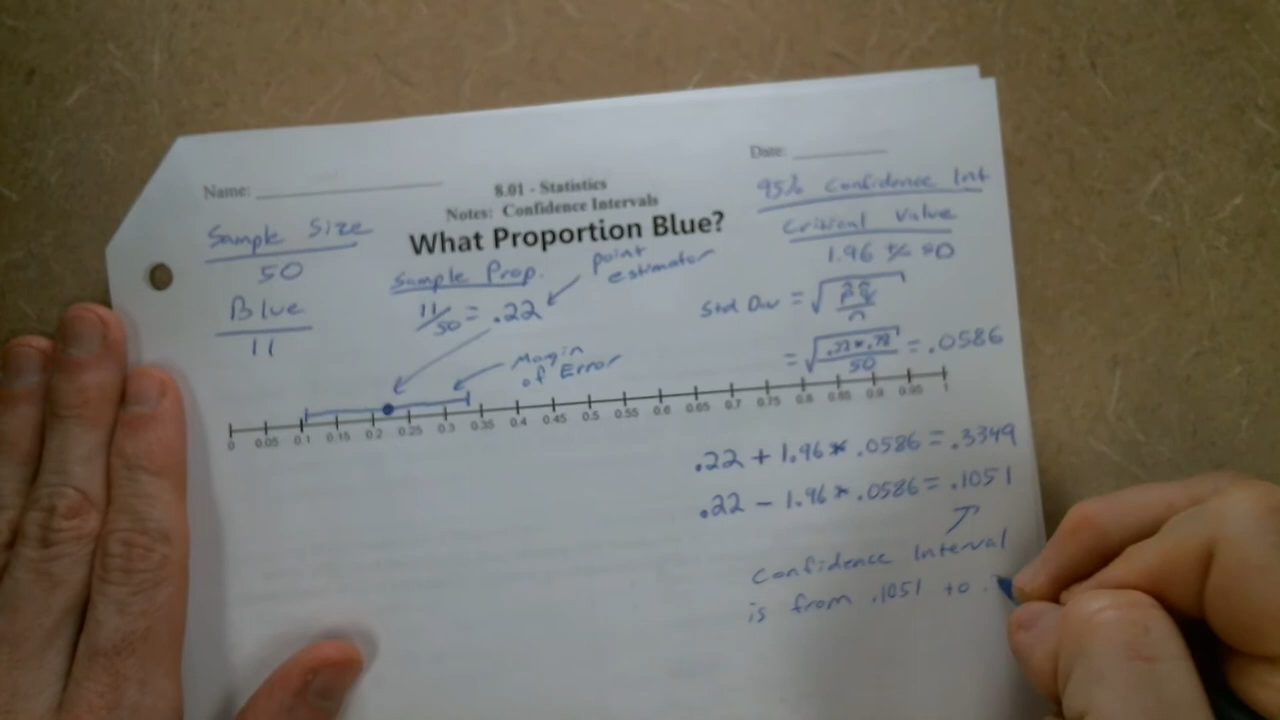 Name: ____________ Date: ________
8.01 - Statistics
Notes: Confidence Intervals
What Proportion Blue?
Sample Size
50
Blue
11
Sample Prop.
11/50 = .22
point
estimator
Margin
of Error
95% Confidence Int
Critical Value
1.96
Std Dev = √p̂q̂/n
= √.22*.78/50 = .0586
0 0.05 0.1 0.15 0.2 0.25 0.3 0.35 0.4 0.45 0.5 0.55 0.6 0.65 0.7 0.75 0.8 0.85 0.9 0.95 1
.22 + 1.96 * .0586 = .3349
.22 - 1.96 * .0586 = .1051
Confidence Interval
is from .1051 to .